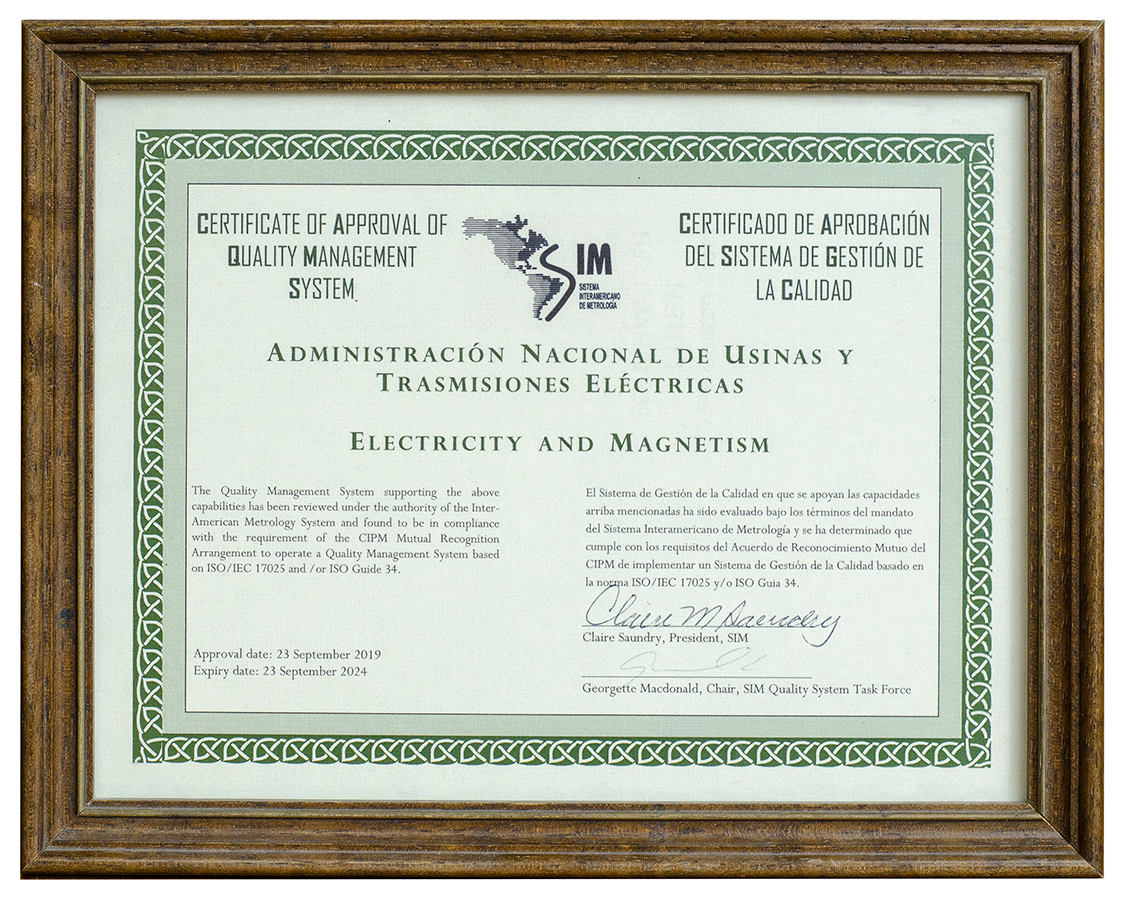 CERTIFICATE OF APPROVAL OF
QUALITY MANAGEMENT
SYSTEM
SIM
SISTEMA
INTERAMERICANO
DE METROLOGÍA
CERTIFICADO DE APROBACIÓN
DEL SISTEMA DE GESTIÓN DE
LA CALIDAD
ADMINISTRACIÓN NACIONAL DE USINAS Y
TRASMISIONES ELÉCTRICAS
ELECTRICITY AND MAGNETISM
The Quality Management System supporting the above
capabilities has been reviewed under the authority of the Inter-
American Metrology System and found to be in compliance
with the requirement of the CIPM Mutual Recognition
Arrangement to operate a Quality Management System based
on ISO/IEC 17025 and /or ISO Guide 34.
Approval date: 23 September 2019
Expiry date: 23 September 2024
El Sistema de Gestión de la Calidad en que se apoyan las capacidades
arriba mencionadas ha sido evaluado bajo los términos del mandato
del Sistema Interamericano de Metrología y se ha determinado que
cumple con los requisitos del Acuerdo de Reconocimiento Mutuo del
CIPM de implementar un Sistema de Gestión de la Calidad basado en
la norma ISO/IEC 17025 y/o ISO Guia 34.
Claire M Saundry
Claire Saundry, President, SIM
Georgette Macdonald, Chair, SIM Quality System Task Force